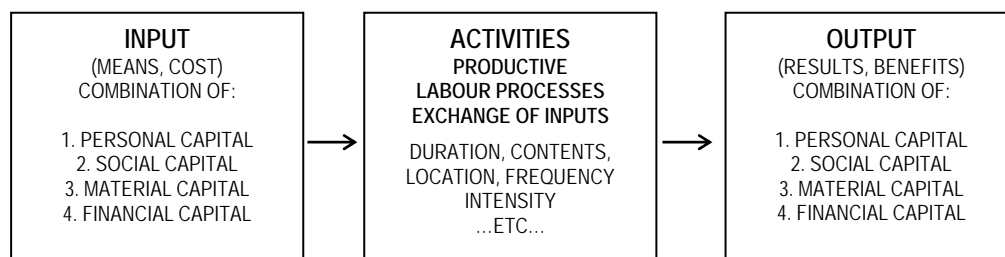 INPUT
(MEANS, COST)
COMBINATION OF:
1. PERSONAL CAPITAL
2. SOCIAL CAPITAL
3. MATERIAL CAPITAL
4. FINANCIAL CAPITAL
ACTIVITIES
PRODUCTIVE
LABOUR PROCESSES
EXCHANGE OF INPUTS
DURATION, CONTENTS,
LOCATION, FREQUENCY
INTENSITY
...ETC...
OUTPUT
(RESULTS, BENEFITS)
COMBINATION OF:
1. PERSONAL CAPITAL
2. SOCIAL CAPITAL
3. MATERIAL CAPITAL
4. FINANCIAL CAPITAL